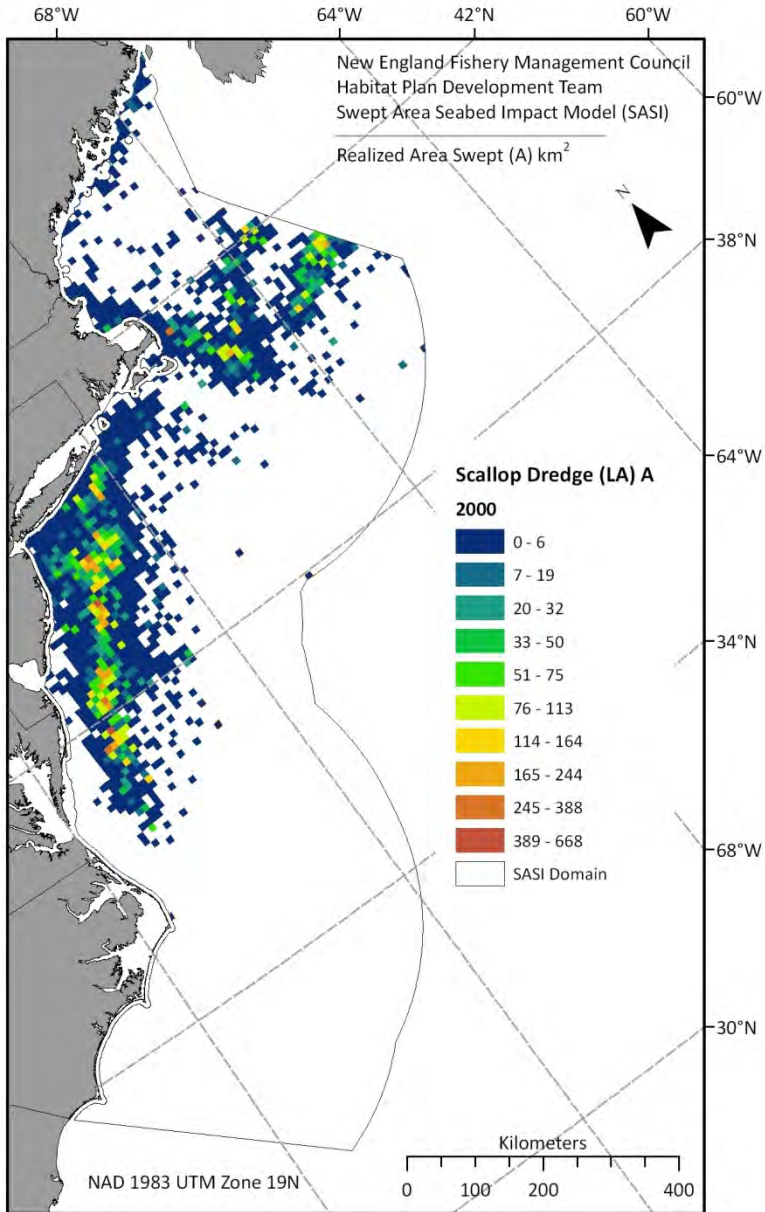 68°W 64°W 42°N 60°W
New England Fishery Management Council
Habitat Plan Development Team
Swept Area Seabed Impact Model (SASI)
Realized Area Swept (A) km²
60°W
N
38°N
64°W
Scallop Dredge (LA) A
2000
0 - 6
7 - 19
20 - 32
33 - 50
34°N
51 - 75
76 - 113
114 - 164
165 - 244
245 - 388
68°W
389 - 668
SASI Domain
30°N
Kilometers
NAD 1983 UTM Zone 19N
0 100 200 300 400